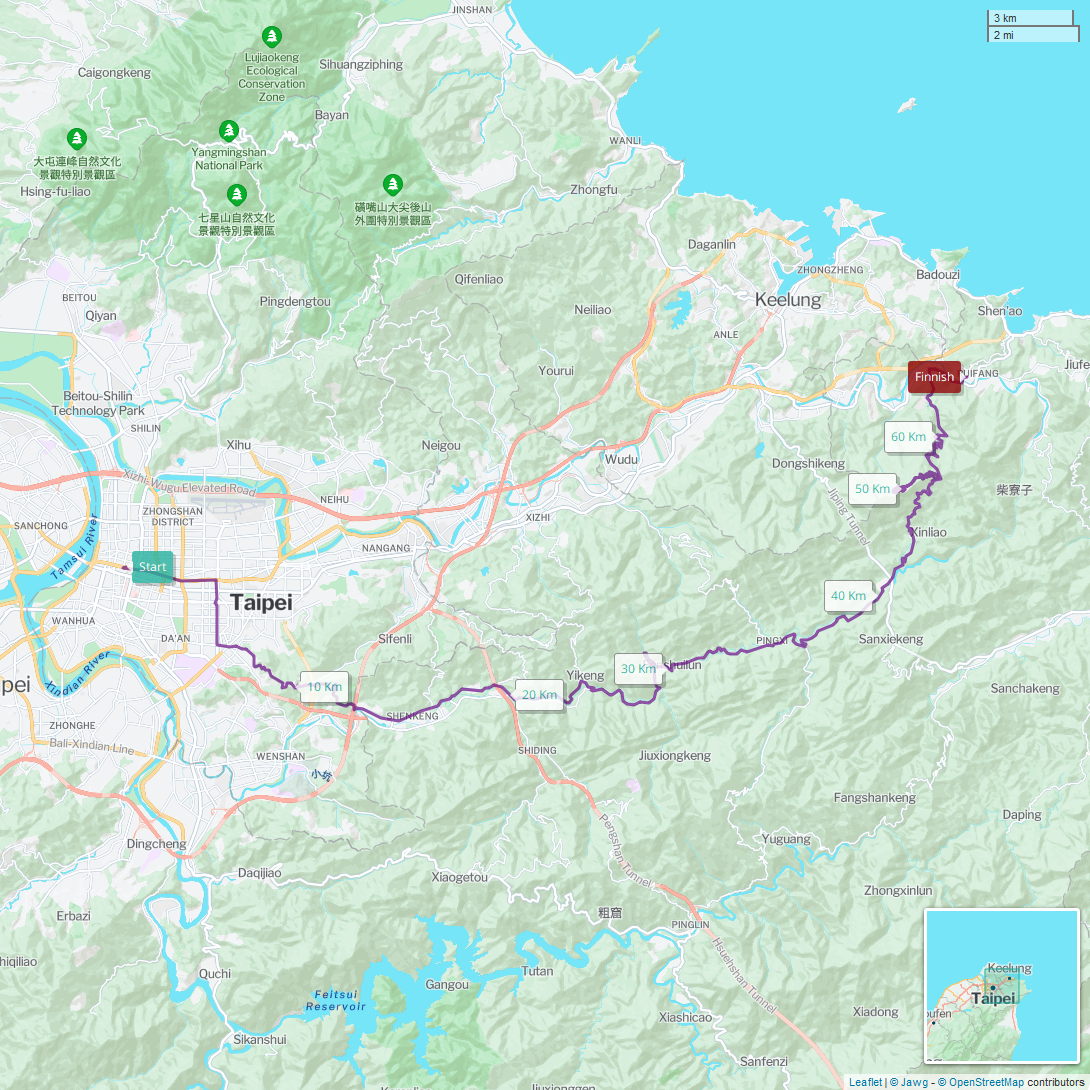 JINSHAN
3 km
2 mi
Lujiaokeng
Ecological
Conservation
Zone
Sihuangziphing
Caigongkeng
Bayan
大屯連峰自然文化
景觀特別景觀區
Yangmingshan
National Park
WANLI
Hsing-fu-liao
七星山自然文化
景觀特別景觀區
磺嘴山大尖後山
外圍特別景觀區
Zhongfu
Daganlin
ZHONGZHENG
Badouzi
BEITOU
Qiyan
Pingdengtou
Qifenliao
Neiliao
Keelung
Shen'ao
ANLE
Yourui
Finnish
UIFANG
Jiufe
Beitou-Shilin
Technology Park
SHILIN
Xihu
Neigou
Wudu
60 Km
Dongshikeng
50 Km
柴寮子
Xizhi-Wugu Elevated Road
NEIHU
ZHONGSHAN
DISTRICT
SANCHONG
XIZHI
Jiping Tunnel
Xinliao
Tamsui River
NANGANG
Start
Taipei
40 Km
WANHUA
DA'AN
Sifenli
PINGXI
Sanxiekeng
Xindian River
30 Km
shuilun
pei
10 Km
20 Km
Yikeng
Sanchakeng
SHENKENG
ZHONGHE
Bali-Xindian Line
WENSHAN
小坑
SHIDING
Jiuxiongkeng
Fangshankeng
Daping
Dingcheng
Pengshan Tunnel
Yuguang
Daqijiao
Xiaogetou
Zhongxinlun
Erbazi
粗窟
PINGLIN
hiqiliao
Quchi
Tutan
Hsuehshan Tunnel
Gangou
Feitsui
Reservoir
Xiashicao
Xiadong
Sikanshui
Sanfenzi
Jiuxionggen
Keelung
Taipei
oufen
Leaflet | © Jawg - © OpenStreetMap contributors